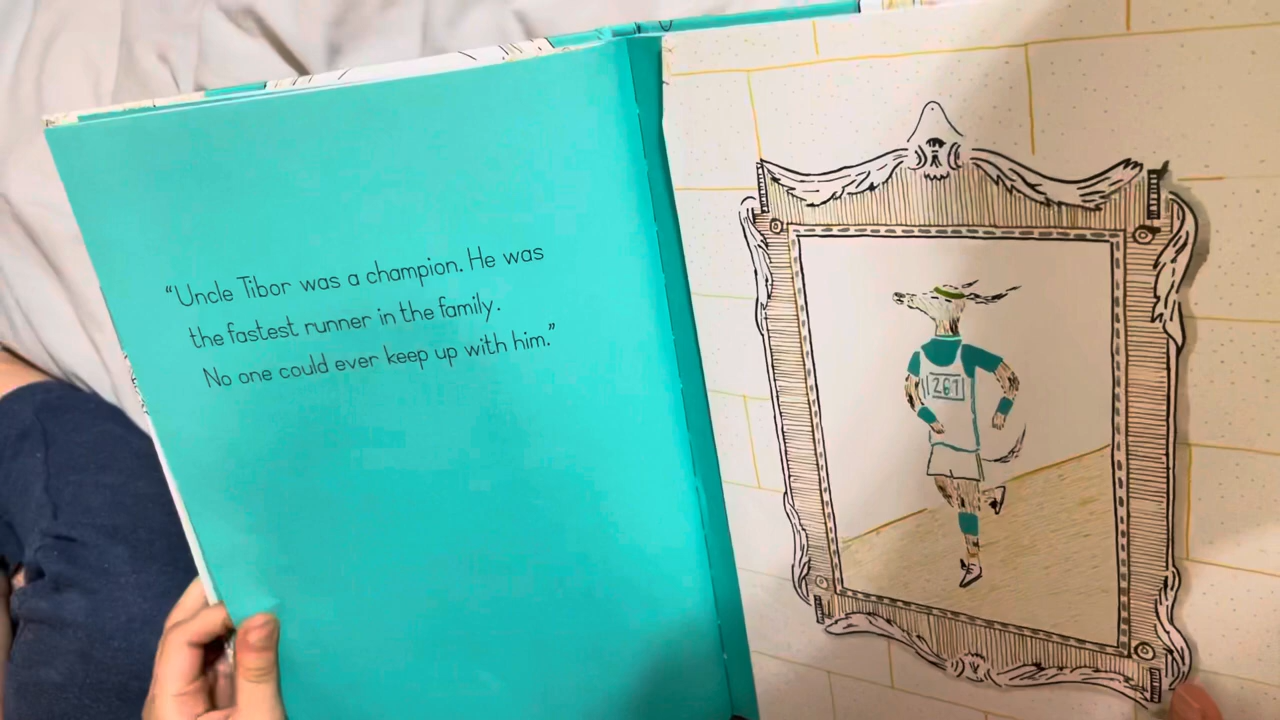 “Uncle Tibor was a champion. He was
the fastest runner in the family.
No one could ever keep up with him.”
261